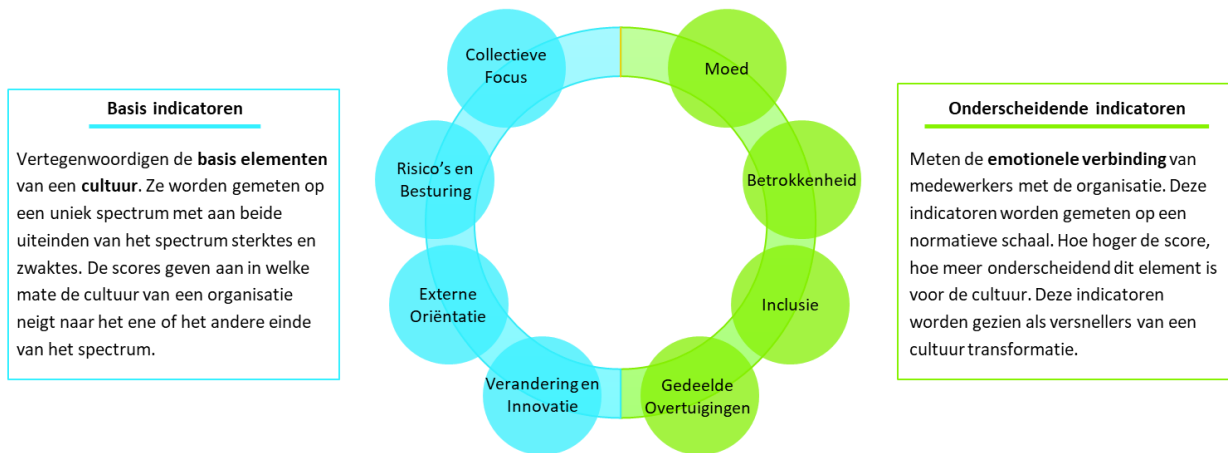 Basis indicatoren
Vertegenwoordigen de basis elementen
van een cultuur. Ze worden gemeten op
een uniek spectrum met aan beide
uiteinden van het spectrum sterktes en
zwaktes. De scores geven aan in welke
mate de cultuur van een organisatie
neigt naar het ene of het andere einde
van het spectrum.
Collectieve
Focus
Risico's en
Besturing
Externe
Oriëntatie
Verandering en
Innovatie
Moed
Betrokkenheid
Inclusie
Gedeelde
Overtuigingen
Onderscheidende indicatoren
Meten de emotionele verbinding van
medewerkers met de organisatie. Deze
indicatoren worden gemeten op een
normatieve schaal. Hoe hoger de score,
hoe meer onderscheidend dit element is
voor de cultuur. Deze indicatoren
worden gezien als versnellers van een
cultuur transformatie.